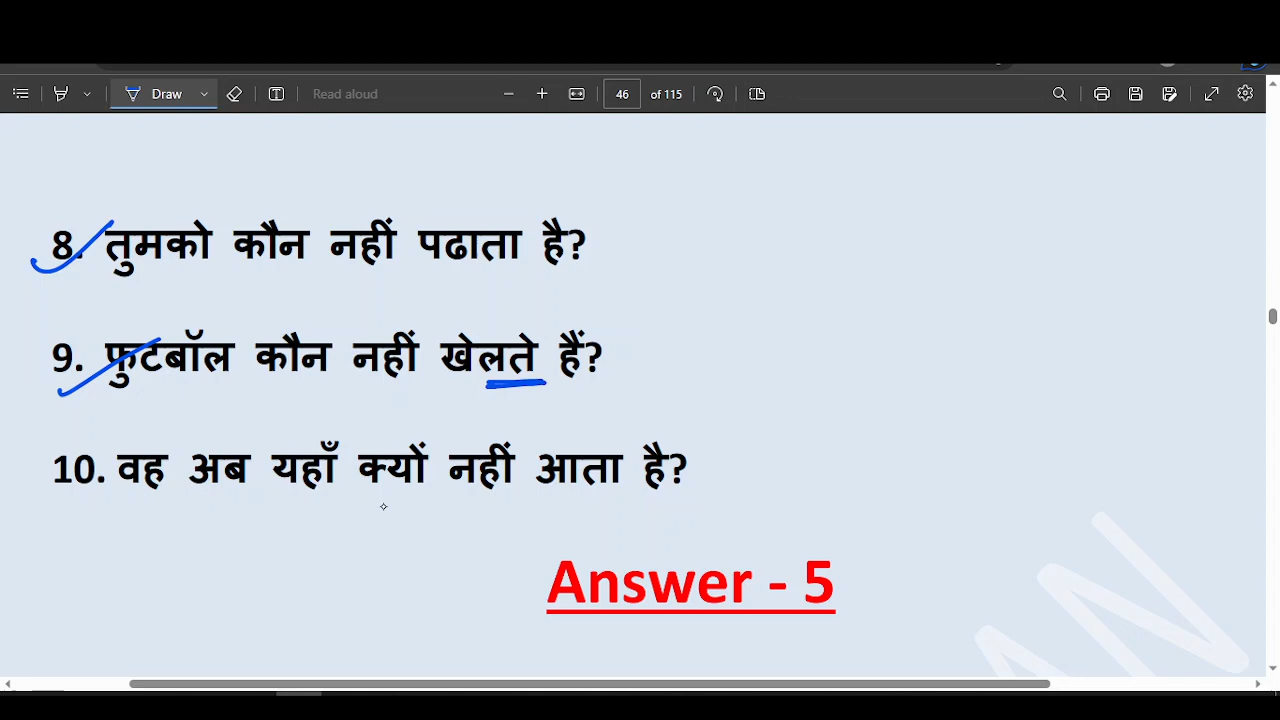 Draw
Read aloud
46 of 115
8. तुमको कौन नहीं पढाता है?
9. फुटबॉल कौन नहीं खेलते हैं?
10. वह अब यहाँ क्यों नहीं आता है?
Answer - 5